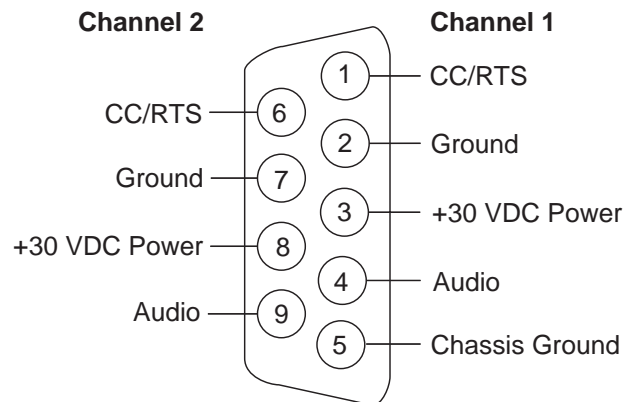 Channel 2
Channel 1
1 CC/RTS
CC/RTS 6
2 Ground
Ground 7
3 +30 VDC Power
+30 VDC Power 8
4 Audio
Audio 9
5 Chassis Ground